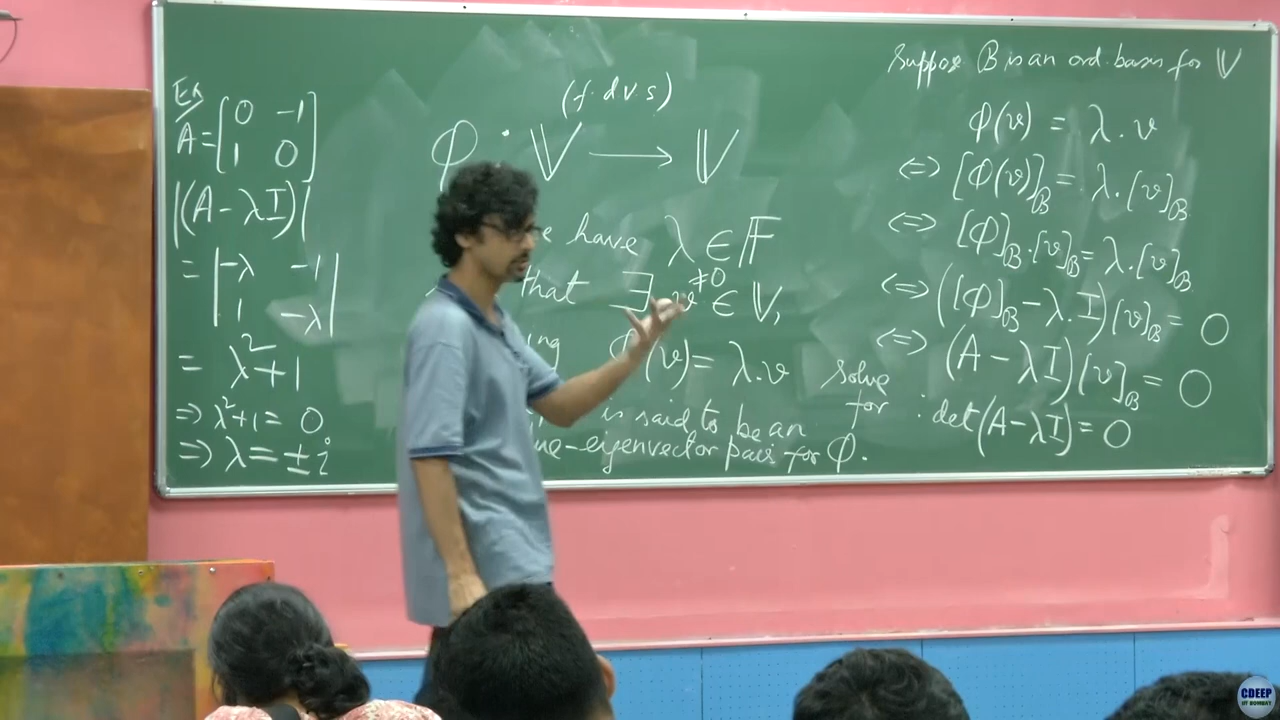 Eg
A = [0 -1
1 0]
|(A - λI)|
= |-λ -1
1 -λ|
= λ²+1
⇒ λ²+1 = 0
⇒ λ = ± i
(f.d.v.s)
φ : 𝕍 → 𝕍
have λ ∈ 𝔽
that ∃ v ≠0 ∈ 𝕍,
(v) = λ.v
is said to be an
-eigenvector pair for φ.
Suppose B is an ord. basis for 𝕍
φ(v) = λ.v
⇔ [φ(v)]_B = λ.[v]_B
⇔ [φ]_B.[v]_B = λ.[v]_B
⇔ ([φ]_B - λ.I)[v]_B = 0
⇔ (A - λI)[v]_B = 0
Solve for : det(A-λI) = 0
CDEEP
IIT BOMBAY